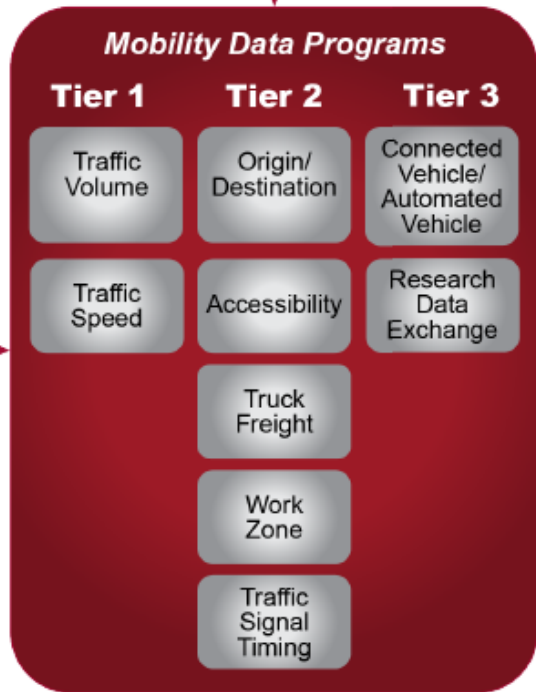 Mobility Data Programs
Tier 1
Tier 2
Tier 3
Traffic
Volume
Origin/
Destination
Connected
Vehicle/
Automated
Vehicle
Traffic
Speed
Accessibility
Research
Data
Exchange
Truck
Freight
Work
Zone
Traffic
Signal
Timing